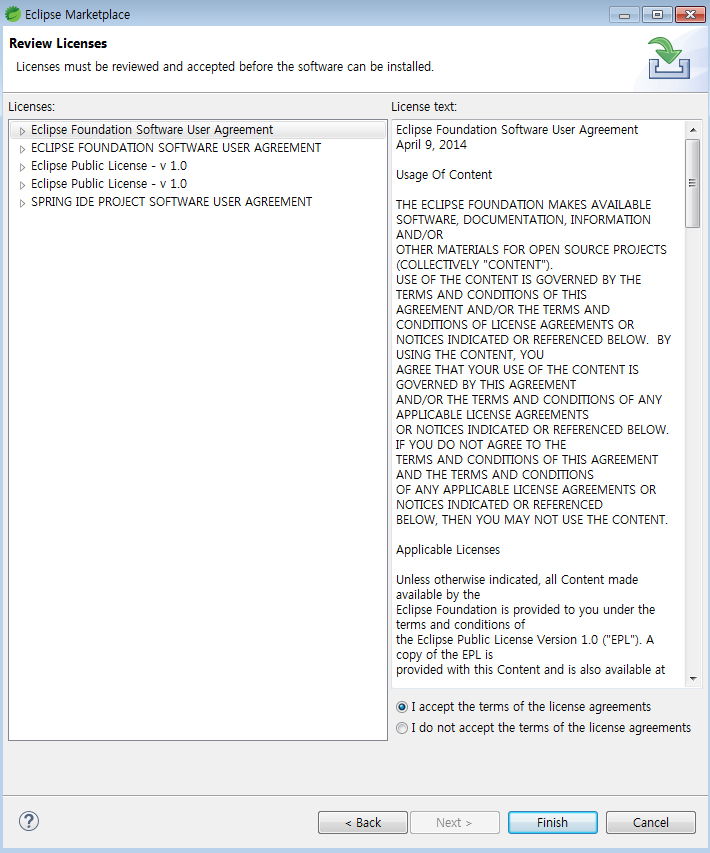 Eclipse Marketplace
Review Licenses
Licenses must be reviewed and accepted before the software can be installed.
Licenses:
Eclipse Foundation Software User Agreement
ECLIPSE FOUNDATION SOFTWARE USER AGREEMENT
Eclipse Public License - v 1.0
Eclipse Public License - v 1.0
SPRING IDE PROJECT SOFTWARE USER AGREEMENT
License text:
Eclipse Foundation Software User Agreement
April 9, 2014
Usage Of Content
THE ECLIPSE FOUNDATION MAKES AVAILABLE
SOFTWARE, DOCUMENTATION, INFORMATION
AND/OR
OTHER MATERIALS FOR OPEN SOURCE PROJECTS
(COLLECTIVELY "CONTENT").
USE OF THE CONTENT IS GOVERNED BY THE
TERMS AND CONDITIONS OF THIS
AGREEMENT AND/OR THE TERMS AND
CONDITIONS OF LICENSE AGREEMENTS OR
NOTICES INDICATED OR REFERENCED BELOW.  BY
USING THE CONTENT, YOU
AGREE THAT YOUR USE OF THE CONTENT IS
GOVERNED BY THIS AGREEMENT
AND/OR THE TERMS AND CONDITIONS OF ANY
APPLICABLE LICENSE AGREEMENTS
OR NOTICES INDICATED OR REFERENCED BELOW.
IF YOU DO NOT AGREE TO THE
TERMS AND CONDITIONS OF THIS AGREEMENT
AND THE TERMS AND CONDITIONS
OF ANY APPLICABLE LICENSE AGREEMENTS OR
NOTICES INDICATED OR REFERENCED
BELOW, THEN YOU MAY NOT USE THE CONTENT.
Applicable Licenses
Unless otherwise indicated, all Content made
available by the
Eclipse Foundation is provided to you under the
terms and conditions of
the Eclipse Public License Version 1.0 ("EPL"). A
copy of the EPL is
provided with this Content and is also available at
I accept the terms of the license agreements
I do not accept the terms of the license agreements
?
< Back
Next >
Finish
Cancel